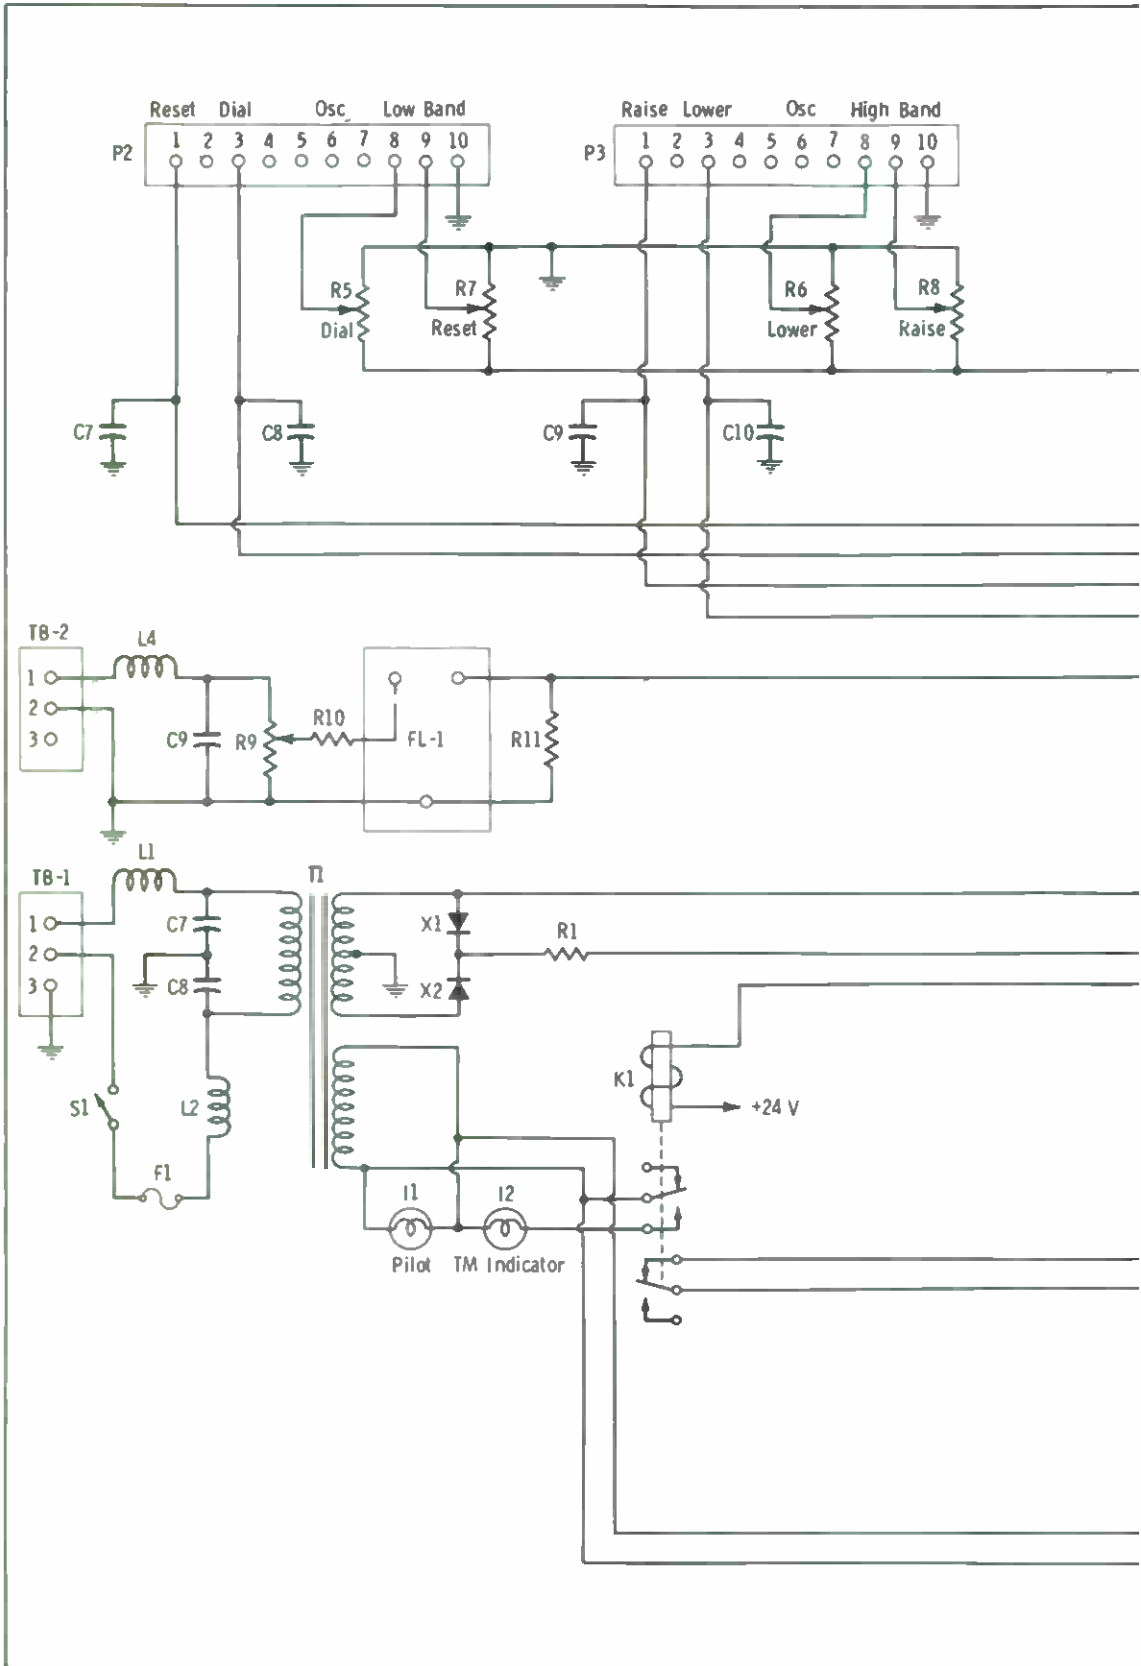 Reset Dial Osc Low Band
P2 1 2 3 4 5 6 7 8 9 10
Raise Lower Osc High Band
P3 1 2 3 4 5 6 7 8 9 10
R5
Dial
R7
Reset
R6
Lower
R8
Raise
C7
C8
C9
C10
TB-2
L4
1
2
3
C9
R9
R10
FL-1
R11
TB-1
L1
T1
1
2
3
C7
C8
X1
X2
R1
S1
L2
F1
K1
+24 V
I1
Pilot
I2
TM Indicator